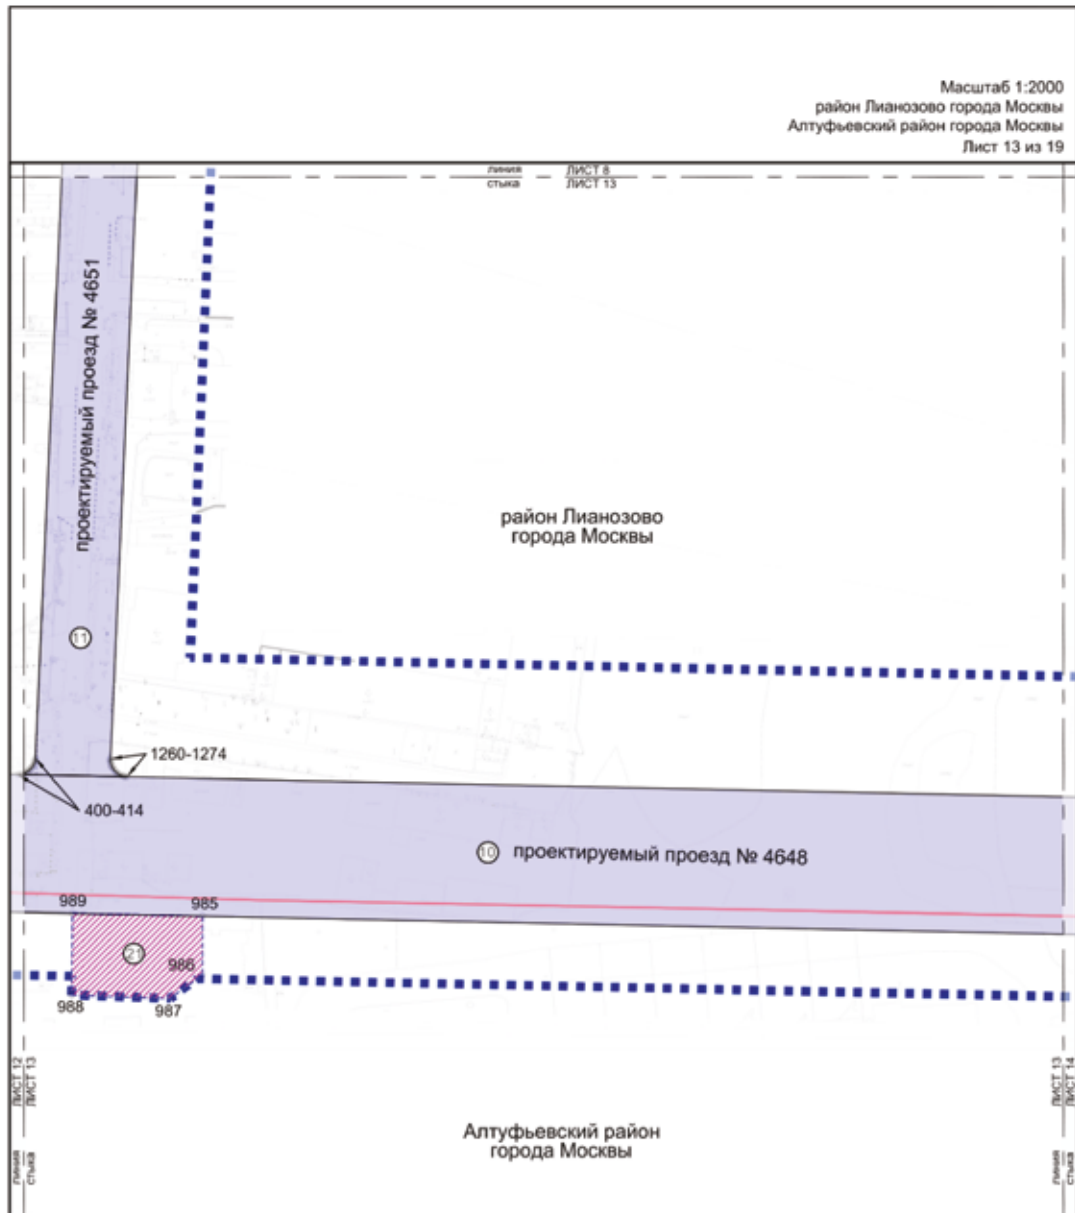 Масштаб 1:2000
район Лианозово города Москвы
Алтуфьевский район города Москвы
Лист 13 из 19
линия ЛИСТ 8
стыка ЛИСТ 13
проектируемый проезд № 4651
район Лианозово
города Москвы
11
1260-1274
400-414
10 проектируемый проезд № 4648
989
985
21
986
988
987
ЛИСТ 12
ЛИСТ 13
ЛИСТ 13
ЛИСТ 14
Алтуфьевский район
города Москвы
линия
стыка
линия
стыка